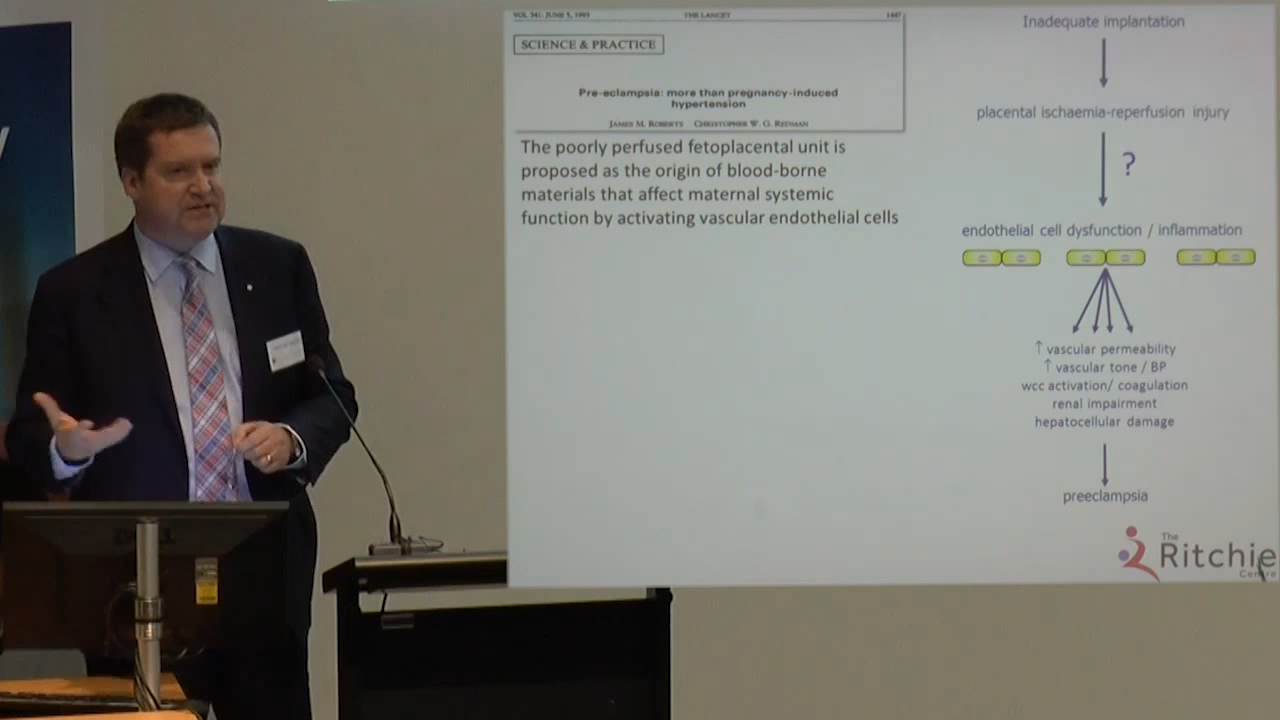 VOL 341: JUNE 5, 1993 THE LANCET 1447
SCIENCE & PRACTICE
Pre-eclampsia: more than pregnancy-induced
hypertension
JAMES M. ROBERTS CHRISTOPHER W. G. REDMAN
The poorly perfused fetoplacental unit is
proposed as the origin of blood-borne
materials that affect maternal systemic
function by activating vascular endothelial cells
Inadequate implantation
placental ischaemia-reperfusion injury
?
endothelial cell dysfunction / inflammation
↑ vascular permeability
↑ vascular tone / BP
wcc activation/ coagulation
renal impairment
hepatocellular damage
preeclampsia
The
Ritchie
Centre
DELL